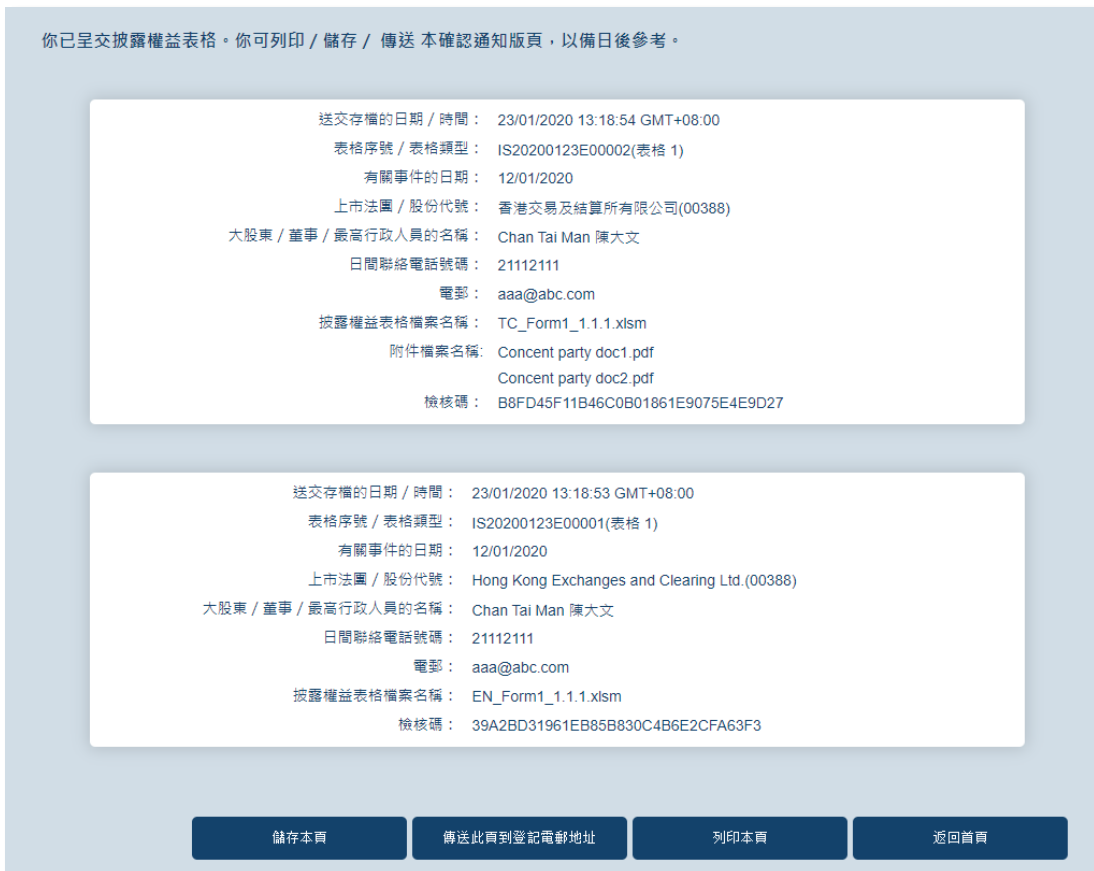 你已呈交披露權益表格。你可列印 / 儲存 / 傳送 本確認通知版頁，以備日後參考。
送交存檔的日期 / 時間： 23/01/2020 13:18:54 GMT+08:00
表格序號 / 表格類型： IS20200123E00002(表格 1)
有關事件的日期： 12/01/2020
上市法團 / 股份代號： 香港交易及結算所有限公司(00388)
大股東 / 董事 / 最高行政人員的名稱： Chan Tai Man 陳大文
日間聯絡電話號碼： 21112111
電郵： aaa@abc.com
披露權益表格檔案名稱： TC_Form1_1.1.1.xlsm
附件檔案名稱: Concent party doc1.pdf
Concent party doc2.pdf
檢核碼： B8FD45F11B46C0B01861E9075E4E9D27
送交存檔的日期 / 時間： 23/01/2020 13:18:53 GMT+08:00
表格序號 / 表格類型： IS20200123E00001(表格 1)
有關事件的日期： 12/01/2020
上市法團 / 股份代號： Hong Kong Exchanges and Clearing Ltd.(00388)
大股東 / 董事 / 最高行政人員的名稱： Chan Tai Man 陳大文
日間聯絡電話號碼： 21112111
電郵： aaa@abc.com
披露權益表格檔案名稱： EN_Form1_1.1.1.xlsm
檢核碼： 39A2BD31961EB85B830C4B6E2CFA63F3
儲存本頁 傳送此頁到登記電郵地址 列印本頁 返回首頁